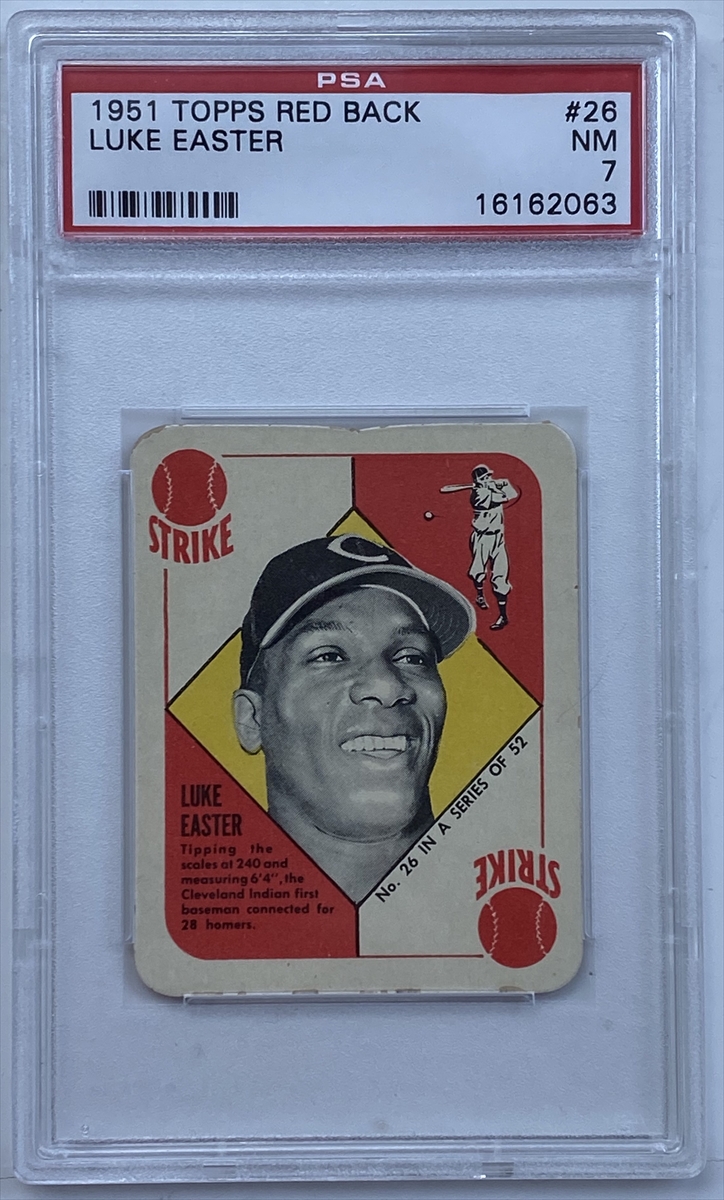 PSA
1951 TOPPS RED BACK #26
LUKE EASTER NM
7
16162063
STRIKE
C
LUKE
EASTER
Tipping the
scales at 240 and
measuring 6'4", the
Cleveland Indian first
baseman connected for
28 homers.
No. 26 IN A SERIES OF 52
STRIKE